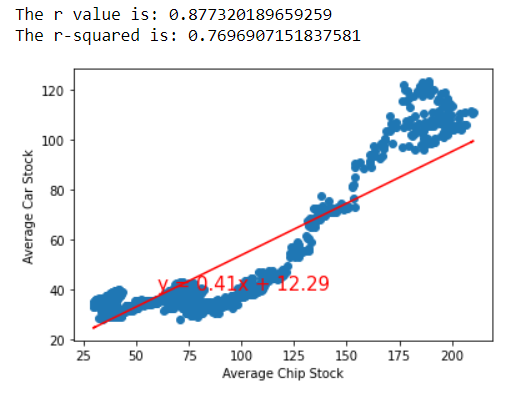 The r value is: 0.877320189659259
The r-squared is: 0.7696907151837581
120
100
80
60
40
20
Average Car Stock
y = 0.41x + 12.29
25 50 75 100 125 150 175 200
Average Chip Stock